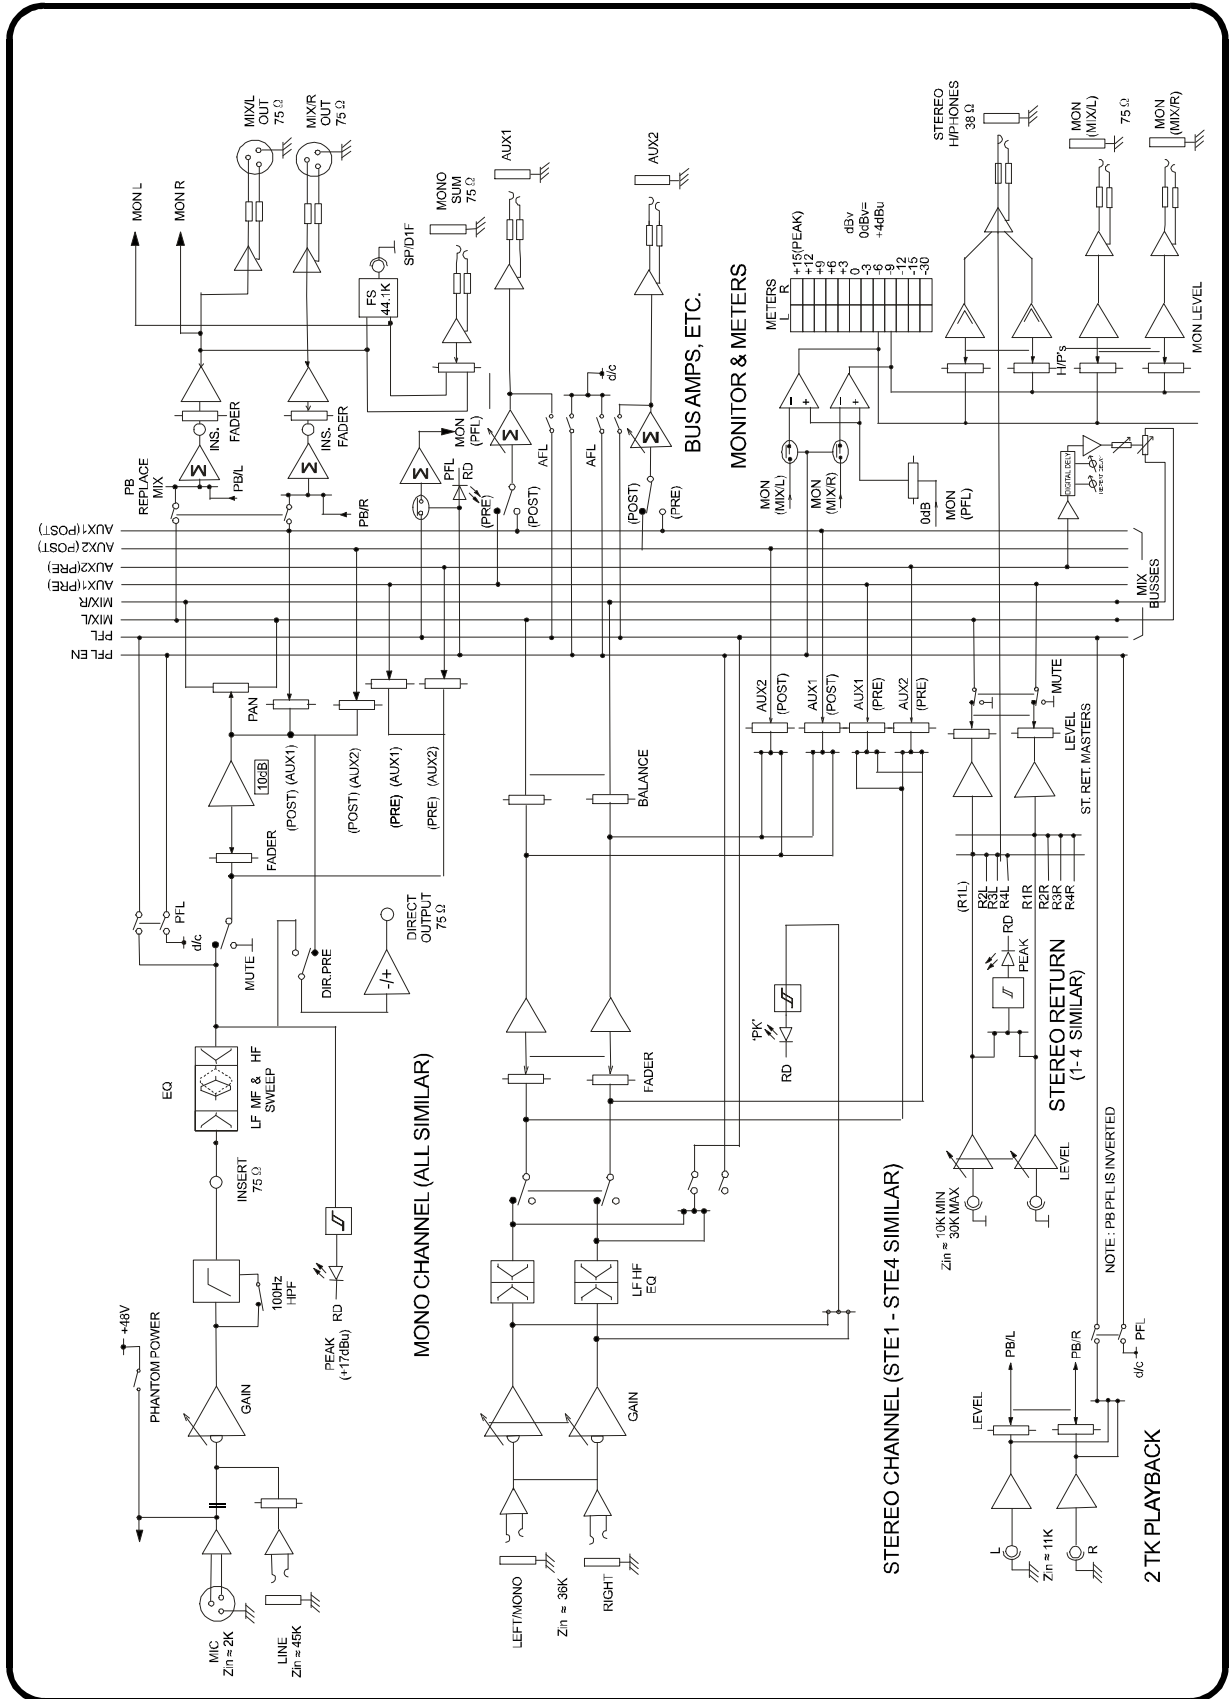 MIC
Zin ≈ 2K
LINE
Zin ≈ 45K
+48V
PHANTOM POWER
GAIN
100Hz
HPF
RD
PEAK
(+17dBu)
INSERT
75 Ω
EQ
LF MF & HF
SWEEP
MUTE
d/c
PFL
DIR.PRE
-/+
DIRECT
OUTPUT
75 Ω
FADER
10dB
PAN
(POST) (AUX1)
(POST) (AUX2)
(PRE) (AUX1)
(PRE) (AUX2)
MONO CHANNEL (ALL SIMILAR)
LEFT/MONO
Zin ≈ 36K
RIGHT
GAIN
LF HF
EQ
FADER
BALANCE
'PK'
RD
AUX2
(POST)
AUX1
(POST)
AUX1
(PRE)
AUX2
(PRE)
STEREO CHANNEL (STE1 - STE4 SIMILAR)
Zin ≈ 10K MIN
30K MAX
LEVEL
RD
PEAK
(R1L)
R2L
R3L
R4L
R1R
R2R
R3R
R4R
STEREO RETURN
(1- 4 SIMILAR)
ST. RET. MASTERS
LEVEL
MUTE
NOTE : PB PFL IS INVERTED
L
Zin ≈ 11K
R
LEVEL
PB/L
PB/R
d/c
PFL
2 TK PLAYBACK
PFL EN
PFL
MIX/L
MIX/R
AUX1(PRE)
AUX2(PRE)
AUX2 (POST)
AUX1 (POST)
MIX
BUSSES
PB
REPLACE
MIX
PB/L
PB/R
INS.
FADER
INS.
FADER
MON L
MON R
MIX/L
OUT
75 Ω
MIX/R
OUT
75 Ω
FS
44.1K
SP/D1F
MONO
SUM
75 Ω
MON
(PFL)
PFL
RD
(PRE)
(POST)
AUX1
AFL
AFL
d/c
(POST)
(PRE)
AUX2
BUS AMPS, ETC.
MONITOR & METERS
MON
(MIX/L)
MON
(MIX/R)
0dB
MON
(PFL)
METERS
L R
+15(PEAK)
+12
+9
+6
+3
0
-3
-6
-9
-12
-15
-30
dBv
0dBv=
+4dBu
DIGITAL DELY
REPEAT DELAY
H/P's
MON LEVEL
STEREO
H/PHONES
38 Ω
MON
(MIX/L)
75 Ω
MON
(MIX/R)